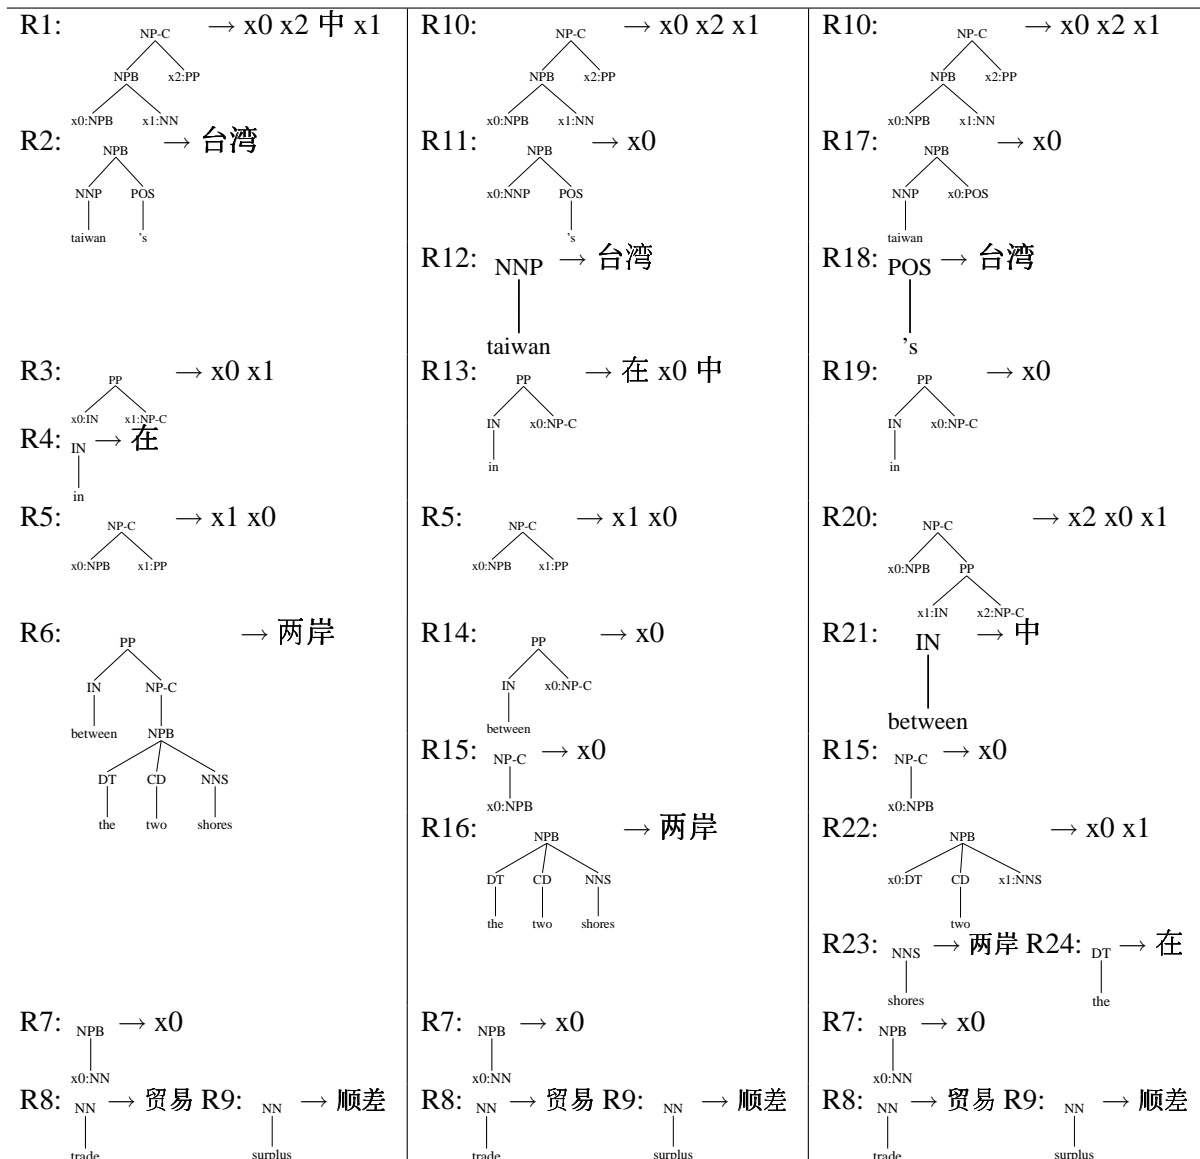 R1: NP-C → x0 x2 中 x1
NPB x2:PP
x0:NPB x1:NN
R2: NPB → 台湾
NNP POS
taiwan 's
R3: PP → x0 x1
x0:IN x1:NP-C
R4: IN → 在
in
R5: NP-C → x1 x0
x0:NPB x1:PP
R6: PP → 两岸
IN NP-C
between NPB
DT CD NNS
the two shores
R7: NPB → x0
x0:NN
R8: NN → 贸易 R9: NN → 顺差
trade surplus
R10: NP-C → x0 x2 x1
NPB x2:PP
x0:NPB x1:NN
R11: NPB → x0
x0:NNP POS
's
R12: NNP → 台湾
taiwan
R13: PP → 在 x0 中
IN x0:NP-C
in
R5: NP-C → x1 x0
x0:NPB x1:PP
R14: PP → x0
IN x0:NP-C
between
R15: NP-C → x0
x0:NPB
R16: NPB → 两岸
DT CD NNS
the two shores
R7: NPB → x0
x0:NN
R8: NN → 贸易 R9: NN → 顺差
trade surplus
R10: NP-C → x0 x2 x1
NPB x2:PP
x0:NPB x1:NN
R17: NPB → x0
NNP x0:POS
taiwan
R18: POS → 台湾
's
R19: PP → x0
IN x0:NP-C
in
R20: NP-C → x2 x0 x1
x0:NPB PP
x1:IN x2:NP-C
R21: IN → 中
between
R15: NP-C → x0
x0:NPB
R22: NPB → x0 x1
x0:DT CD x1:NNS
two
R23: NNS → 两岸 R24: DT → 在
shores the
R7: NPB → x0
x0:NN
R8: NN → 贸易 R9: NN → 顺差
trade surplus